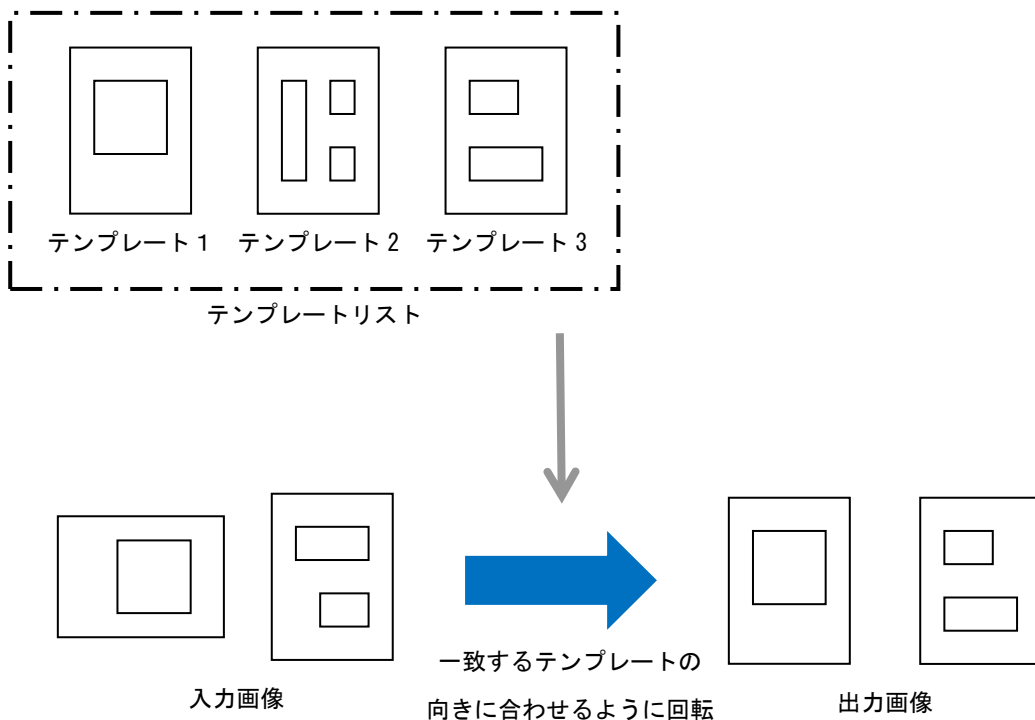 テンプレート 1
テンプレート 2
テンプレート 3
テンプレートリスト
入力画像
一致するテンプレートの
向きに合わせるように回転
出力画像